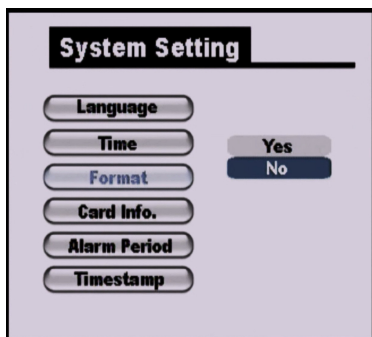 System Setting
Language
Time
Yes
Format
No
Card Info.
Alarm Period
Timestamp